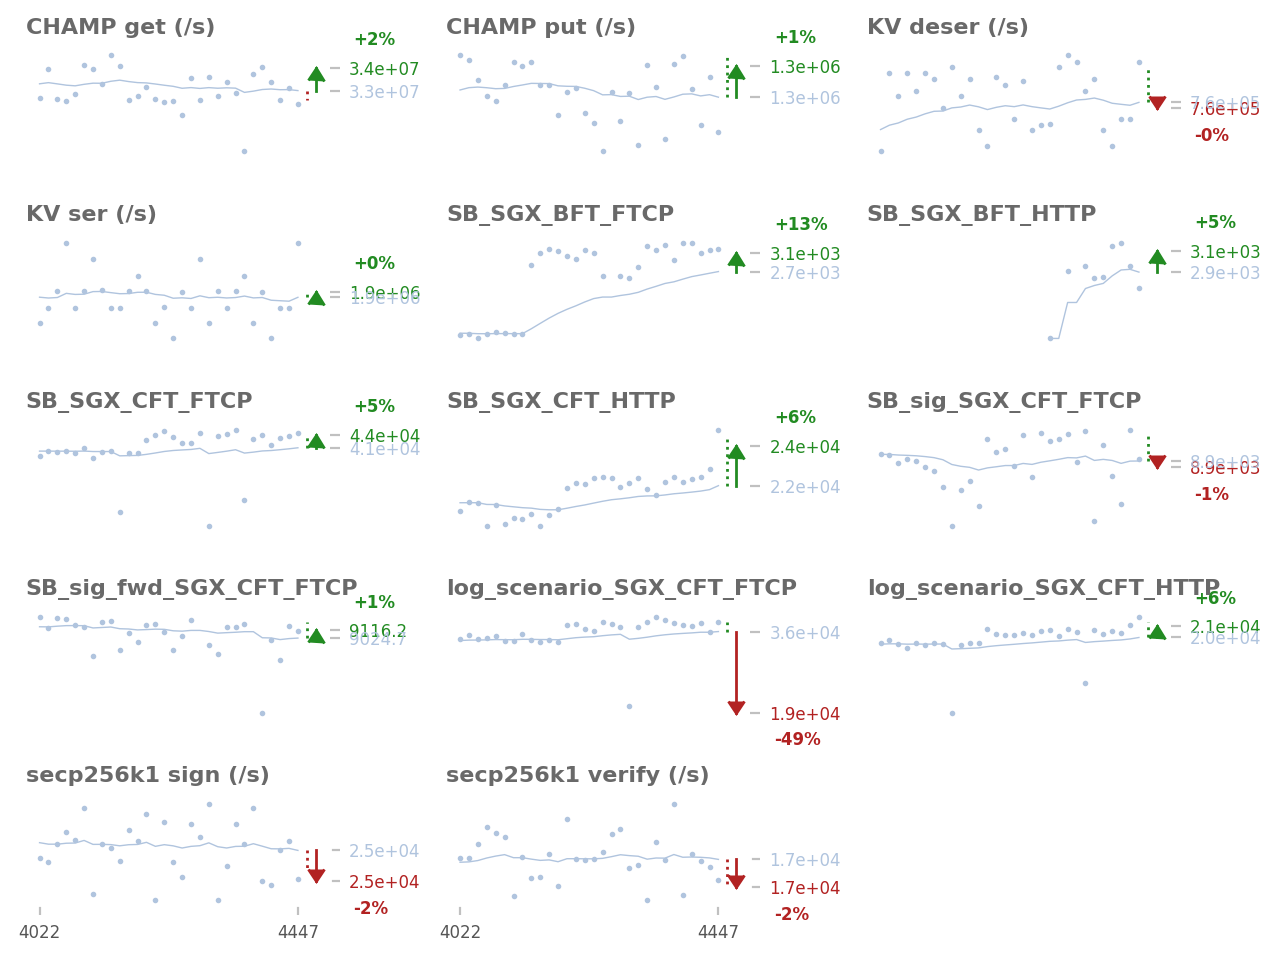 CHAMP get (/s)
+2%
3.4e+07
3.3e+07
CHAMP put (/s)
+1%
1.3e+06
1.3e+06
KV deser (/s)
7.6e+05
7.6e+05
-0%
KV ser (/s)
+0%
1.9e+06
1.9e+06
SB_SGX_BFT_FTCP
+13%
3.1e+03
2.7e+03
SB_SGX_BFT_HTTP
+5%
3.1e+03
2.9e+03
SB_SGX_CFT_FTCP
+5%
4.4e+04
4.1e+04
SB_SGX_CFT_HTTP
+6%
2.4e+04
2.2e+04
SB_sig_SGX_CFT_FTCP
8.9e+03
-1%
SB_sig_fwd_SGX_CFT_FTCP
+1%
9116.2
9024.7
log_scenario_SGX_CFT_FTCP
3.6e+04
1.9e+04
-49%
log_scenario_SGX_CFT_HTTP
+6%
2.1e+04
2.0e+04
secp256k1 sign (/s)
2.5e+04
2.5e+04
-2%
4022
4447
secp256k1 verify (/s)
1.7e+04
1.7e+04
-2%
4022
4447